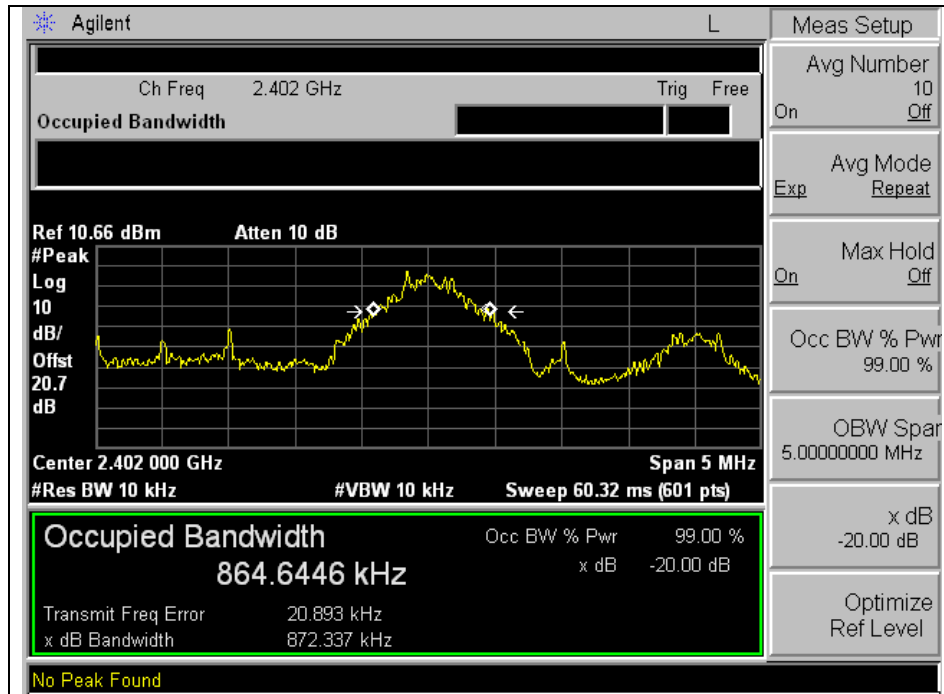 Agilent L Meas Setup
Avg Number
10
On Off
Ch Freq 2.402 GHz Trig Free
Occupied Bandwidth
Avg Mode
Exp Repeat
Ref 10.66 dBm Atten 10 dB
#Peak
Log
10
dB/
Offst
20.7
dB
Max Hold
On Off
Occ BW % Pwr
99.00 %
OBW Span
5.00000000 MHz
Center 2.402 000 GHz Span 5 MHz
#Res BW 10 kHz #VBW 10 kHz Sweep 60.32 ms (601 pts)
Occupied Bandwidth Occ BW % Pwr 99.00 %
864.6446 kHz x dB -20.00 dB
Transmit Freq Error 20.893 kHz
x dB Bandwidth 872.337 kHz
x dB
-20.00 dB
Optimize
Ref Level
No Peak Found